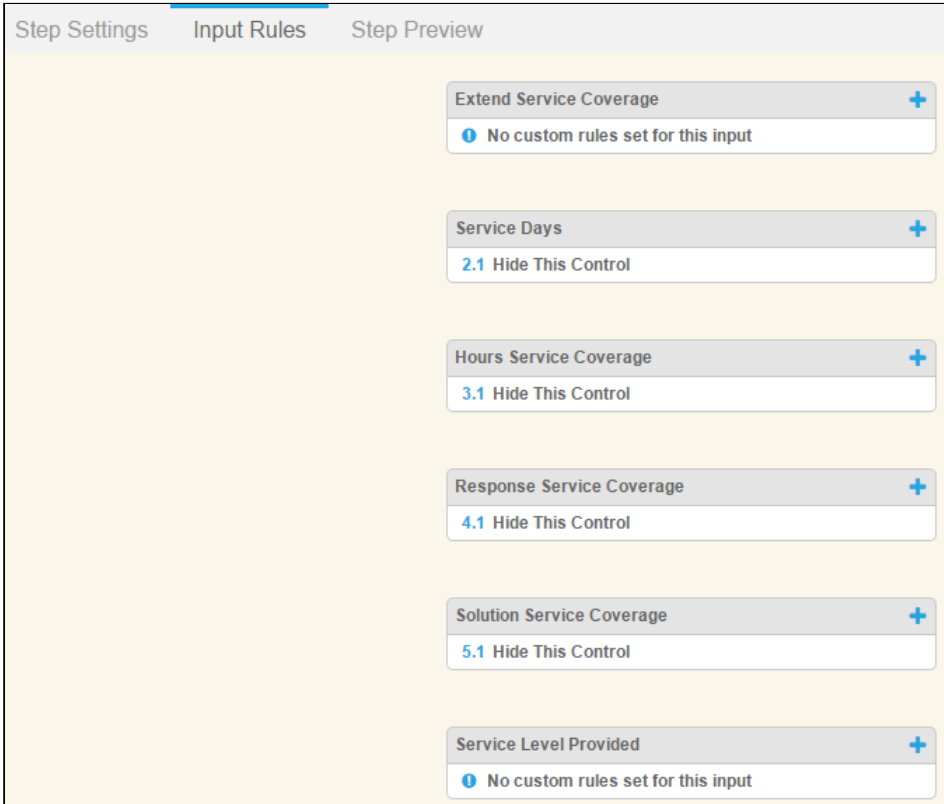 Step Settings Input Rules Step Preview
Extend Service Coverage
No custom rules set for this input
Service Days
2.1 Hide This Control
Hours Service Coverage
3.1 Hide This Control
Response Service Coverage
4.1 Hide This Control
Solution Service Coverage
5.1 Hide This Control
Service Level Provided
No custom rules set for this input